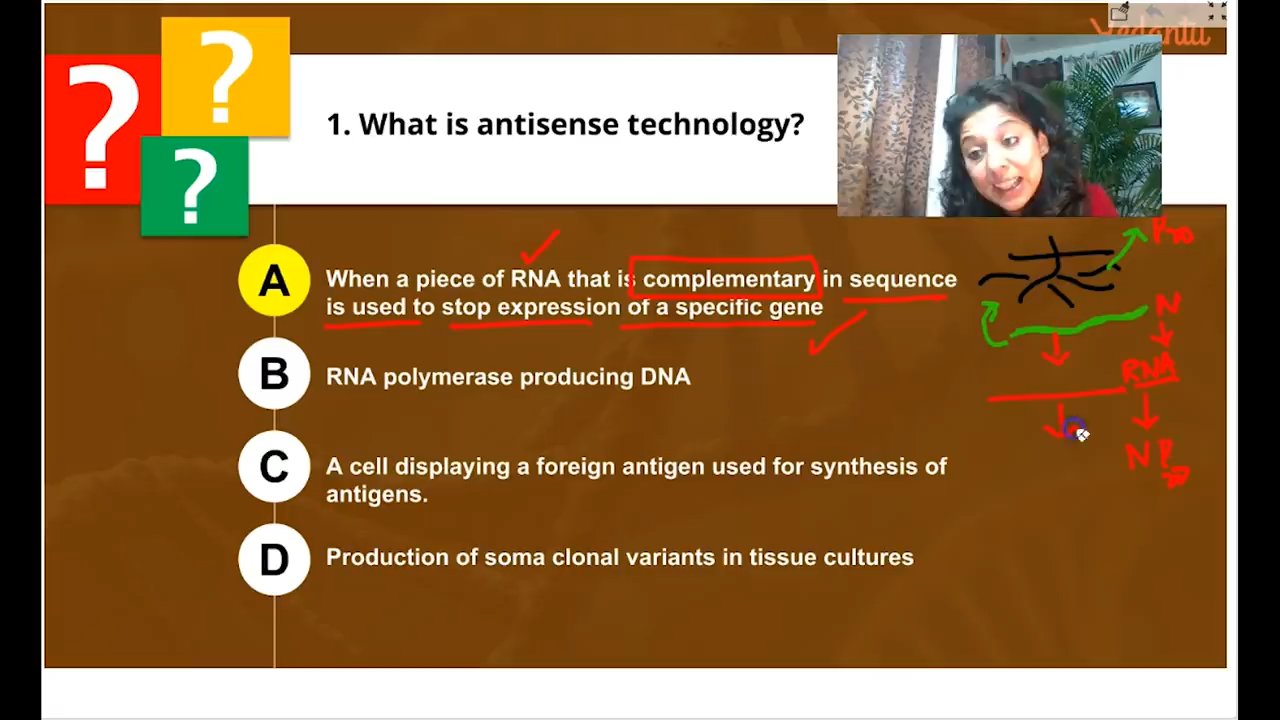 Vedantu
? ? ?
1. What is antisense technology?
A
When a piece of RNA that is complementary in sequence
is used to stop expression of a specific gene
B
RNA polymerase producing DNA
C
A cell displaying a foreign antigen used for synthesis of
antigens.
D
Production of soma clonal variants in tissue cultures
N
RNA